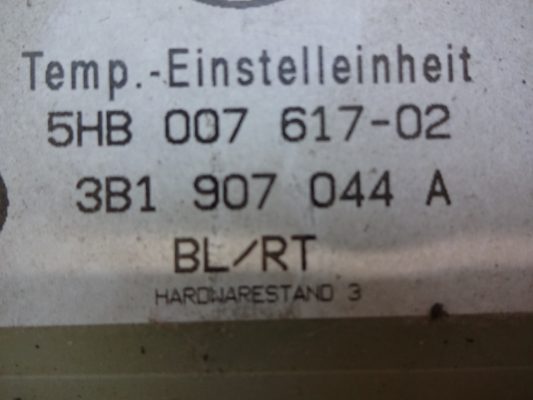 Temp.-Einstelleinheit
5HB 007 617-02
3B1 907 044 A
BL/RT
HARDWARESTAND 3